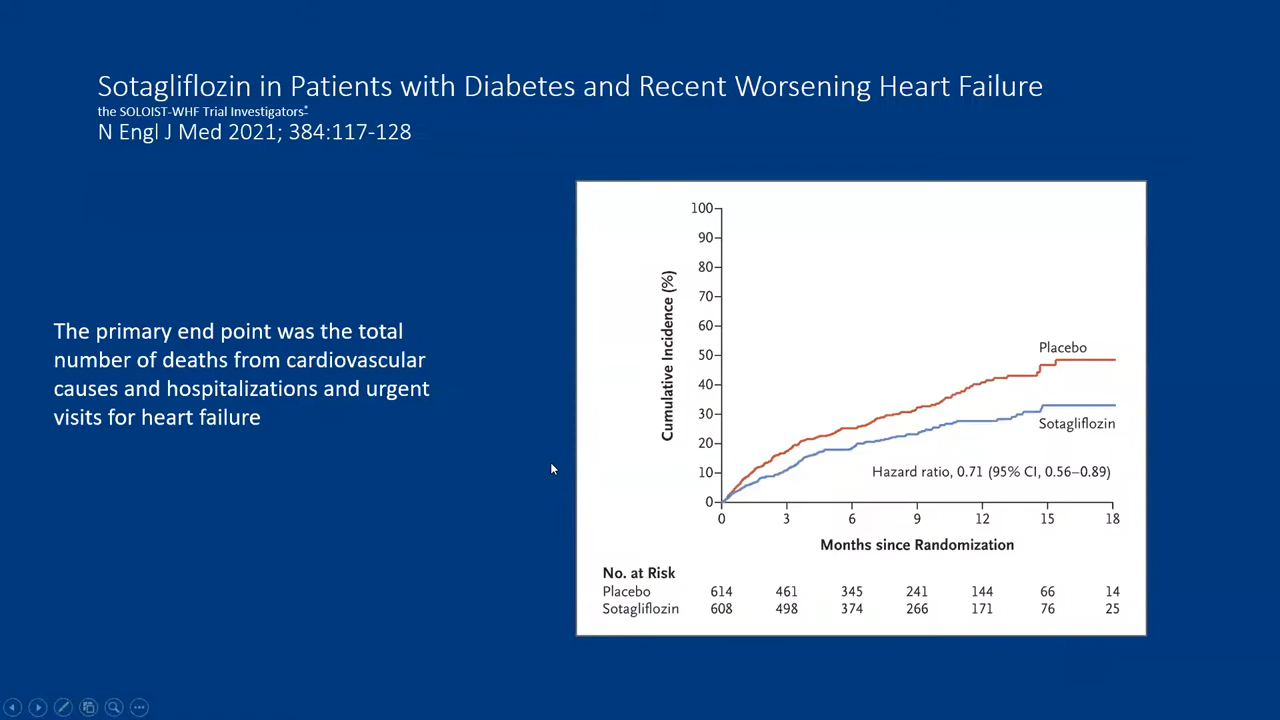 Sotagliflozin in Patients with Diabetes and Recent Worsening Heart Failure
the SOLOIST-WHF Trial Investigators*
N Engl J Med 2021; 384:117-128
The primary end point was the total
number of deaths from cardiovascular
causes and hospitalizations and urgent
visits for heart failure
Cumulative Incidence (%)
100
90
80
70
60
50
40
30
20
10
0
Placebo
Sotagliflozin
Hazard ratio, 0.71 (95% CI, 0.56–0.89)
0 3 6 9 12 15 18
Months since Randomization
No. at Risk
Placebo 614 461 345 241 144 66 14
Sotagliflozin 608 498 374 266 171 76 25